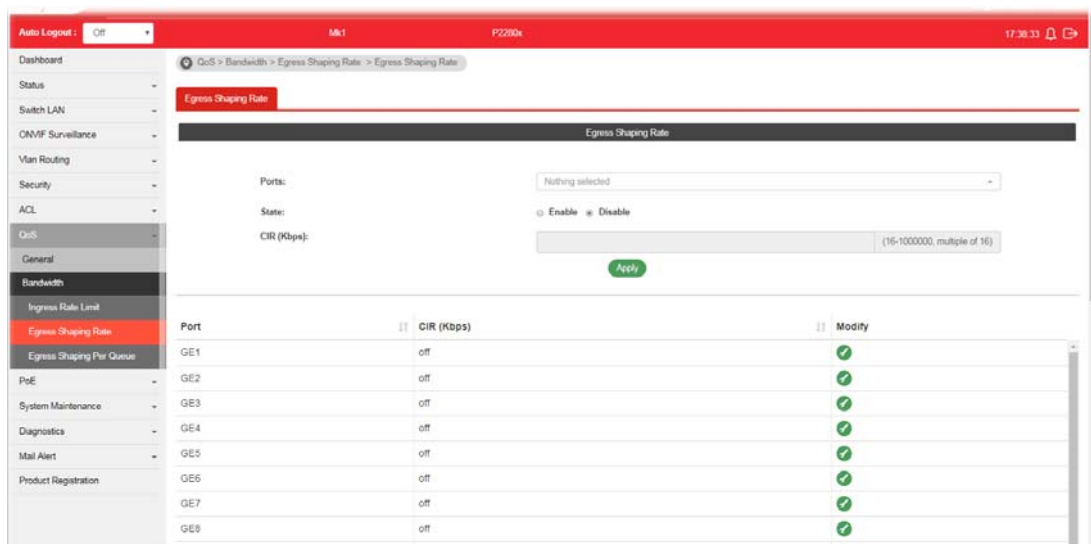 Auto Logout : Off Mk1 P2280x 17:38:33
Dashboard
Status
Switch LAN
ONVIF Surveillance
Vlan Routing
Security
ACL
QoS
General
Bandwidth
Ingress Rate Limit
Egress Shaping Rate
Egress Shaping Per Queue
PoE
System Maintenance
Diagnostics
Mail Alert
Product Registration
QoS > Bandwidth > Egress Shaping Rate > Egress Shaping Rate
Egress Shaping Rate
Egress Shaping Rate
Ports: Nothing selected
State: Enable Disable
CIR (Kbps): (16-1000000, multiple of 16)
Apply
Port CIR (Kbps) Modify
GE1 off
GE2 off
GE3 off
GE4 off
GE5 off
GE6 off
GE7 off
GE8 off